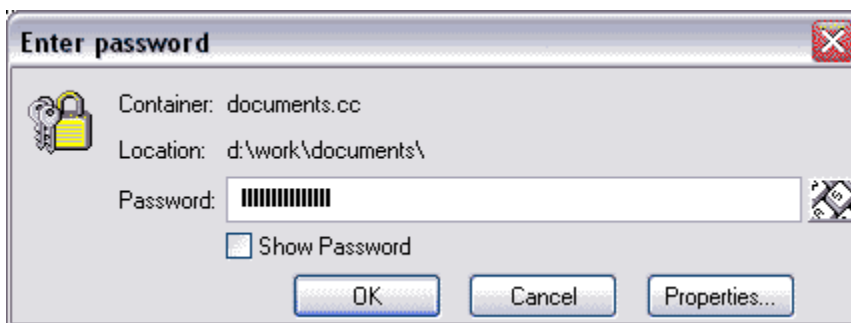 Enter password
Container: documents.cc
Location: d:\work\documents\
Password:
Show Password
OK Cancel Properties...